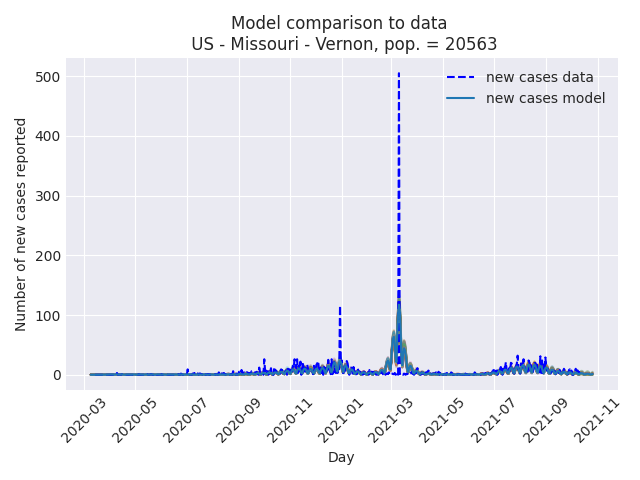 Model comparison to data
US - Missouri - Vernon, pop. = 20563
new cases data
new cases model
Number of new cases reported
500
400
300
200
100
0
2020-03
2020-05
2020-07
2020-09
2020-11
2021-01
2021-03
2021-05
2021-07
2021-09
2021-11
Day